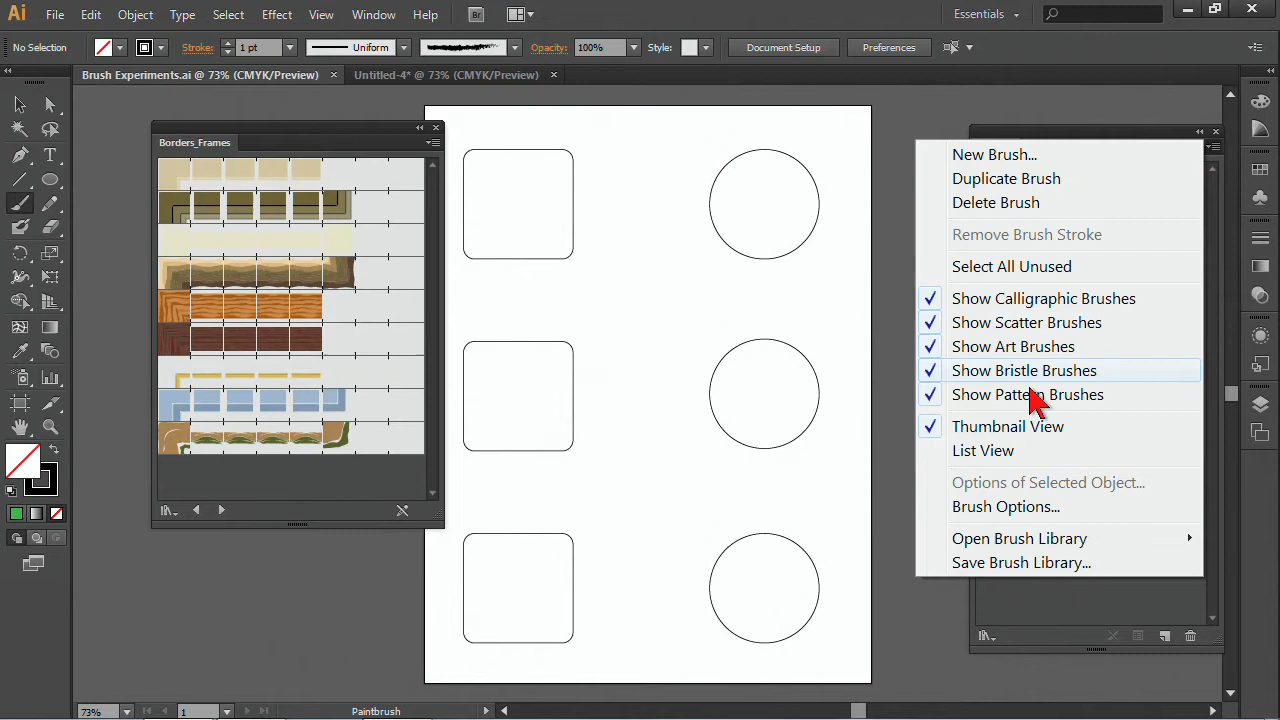 Ai File Edit Object Type Select Effect View Window Help Br Essentials
No Selection Stroke: 1 pt Uniform Opacity: 100% Style: Document Setup Preferences
Brush Experiments.ai @ 73% (CMYK/Preview) × Untitled-4* @ 73% (CMYK/Preview) ×
Borders_Frames
New Brush...
Duplicate Brush
Delete Brush
Remove Brush Stroke
Select All Unused
Show Calligraphic Brushes
Show Scatter Brushes
Show Art Brushes
Show Bristle Brushes
Show Pattern Brushes
Thumbnail View
List View
Options of Selected Object...
Brush Options...
Open Brush Library
Save Brush Library...
73% 1 Paintbrush